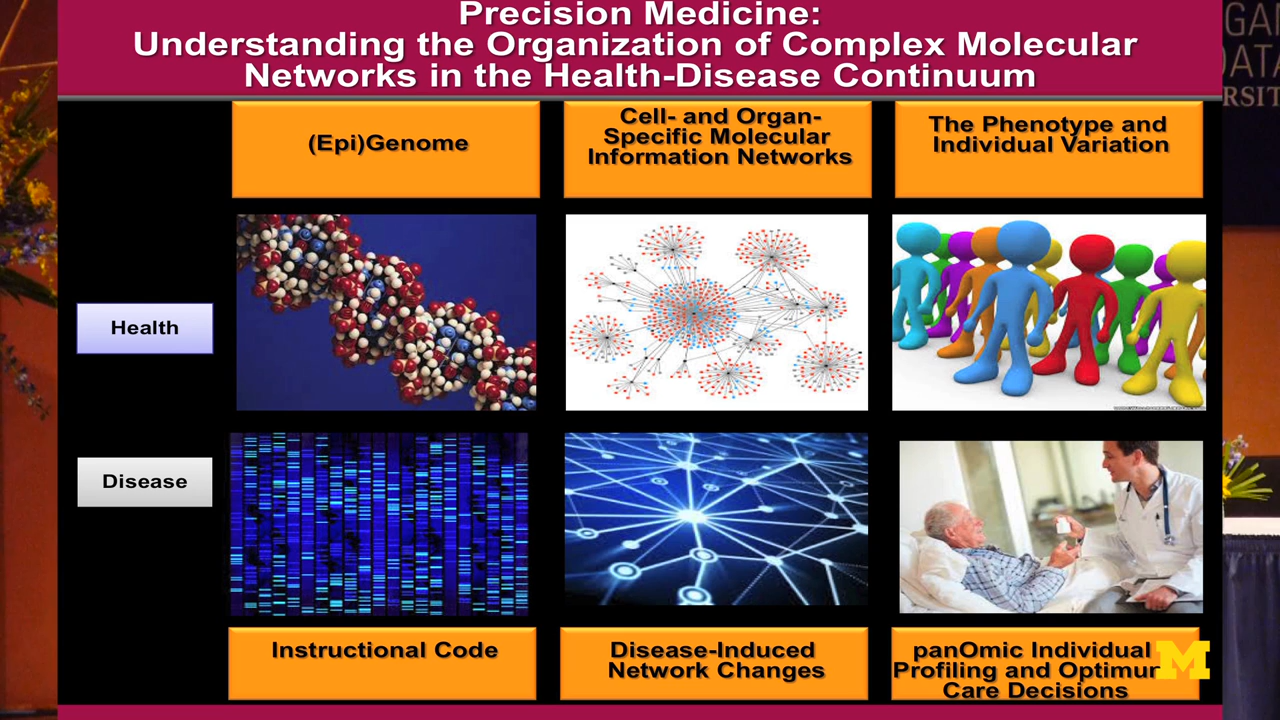 Precision Medicine:
Understanding the Organization of Complex Molecular
Networks in the Health-Disease Continuum
(Epi)Genome
Cell- and Organ-
Specific Molecular
Information Networks
The Phenotype and
Individual Variation
Health
Disease
Instructional Code
Disease-Induced
Network Changes
panOmic Individual
Profiling and
Care Decisions
M